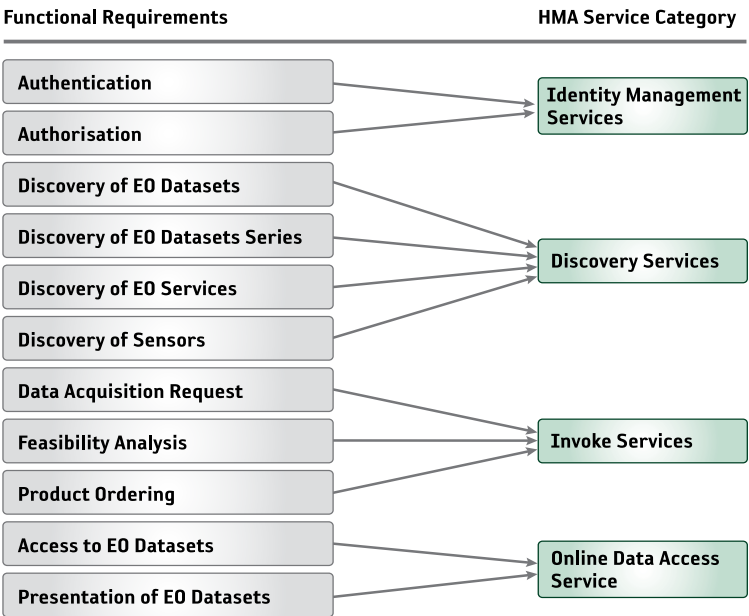 Functional Requirements
HMA Service Category
Authentication
Authorisation
Discovery of EO Datasets
Discovery of EO Datasets Series
Discovery of EO Services
Discovery of Sensors
Data Acquisition Request
Feasibility Analysis
Product Ordering
Access to EO Datasets
Presentation of EO Datasets
Identity Management
Services
Discovery Services
Invoke Services
Online Data Access
Service